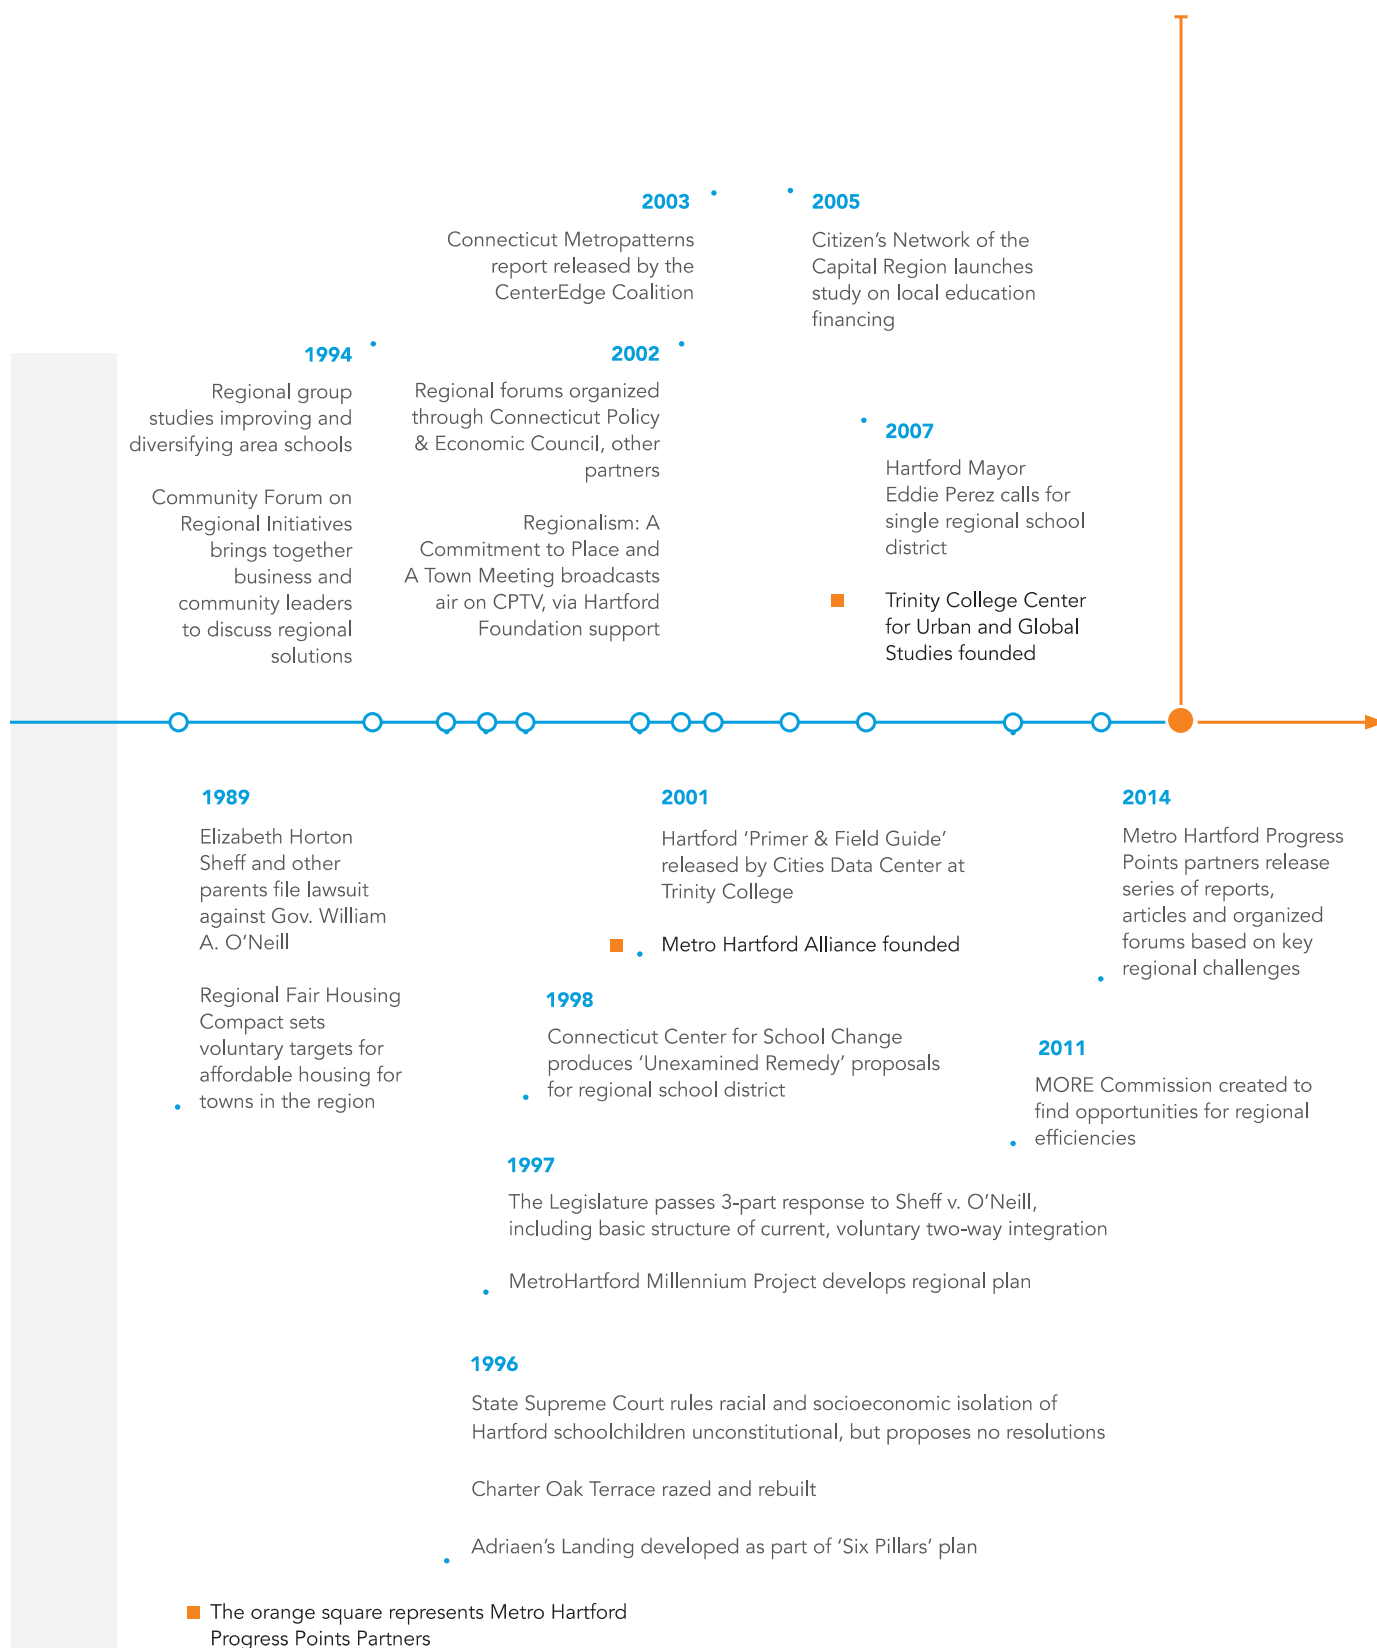 2003
Connecticut Metropatterns
report released by the
CenterEdge Coalition
2005
Citizen’s Network of the
Capital Region launches
study on local education
financing
1994
Regional group
studies improving and
diversifying area schools
Community Forum on
Regional Initiatives
brings together
business and
community leaders
to discuss regional
solutions
2002
Regional forums organized
through Connecticut Policy
& Economic Council, other
partners
Regionalism: A
Commitment to Place and
A Town Meeting broadcasts
air on CPTV, via Hartford
Foundation support
2007
Hartford Mayor
Eddie Perez calls for
single regional school
district
Trinity College Center
for Urban and Global
Studies founded
1989
Elizabeth Horton
Sheff and other
parents file lawsuit
against Gov. William
A. O’Neill
Regional Fair Housing
Compact sets
voluntary targets for
affordable housing for
towns in the region
2001
Hartford ‘Primer & Field Guide’
released by Cities Data Center at
Trinity College
Metro Hartford Alliance founded
2014
Metro Hartford Progress
Points partners release
series of reports,
articles and organized
forums based on key
regional challenges
1998
Connecticut Center for School Change
produces ‘Unexamined Remedy’ proposals
for regional school district
2011
MORE Commission created to
find opportunities for regional
efficiencies
1997
The Legislature passes 3-part response to Sheff v. O’Neill,
including basic structure of current, voluntary two-way integration
MetroHartford Millennium Project develops regional plan
1996
State Supreme Court rules racial and socioeconomic isolation of
Hartford schoolchildren unconstitutional, but proposes no resolutions
Charter Oak Terrace razed and rebuilt
Adriaen’s Landing developed as part of ‘Six Pillars’ plan
The orange square represents Metro Hartford
Progress Points Partners